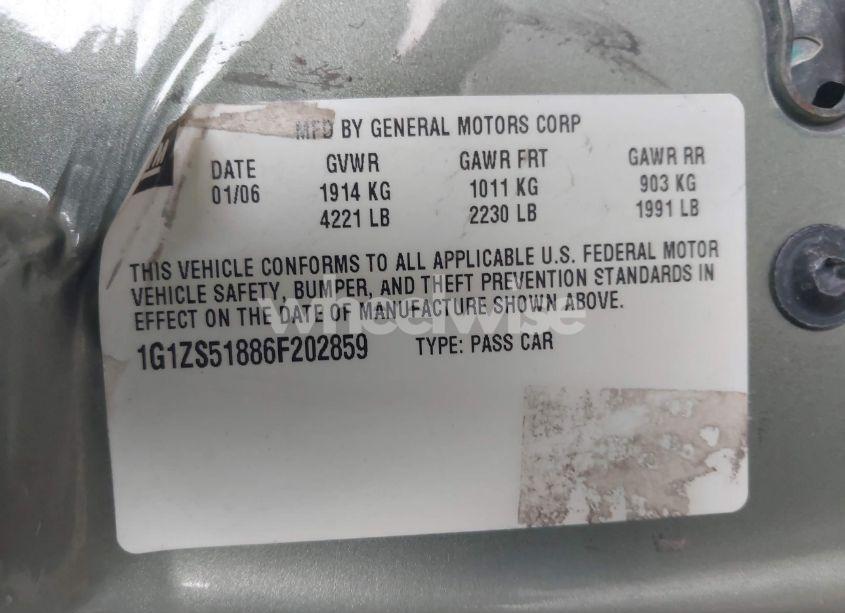 MFD BY GENERAL MOTORS CORP
GM
DATE GVWR GAWR FRT GAWR RR
01/06 1914 KG 1011 KG 903 KG
4221 LB 2230 LB 1991 LB
THIS VEHICLE CONFORMS TO ALL APPLICABLE U.S. FEDERAL MOTOR
VEHICLE SAFETY, BUMPER, AND THEFT PREVENTION STANDARDS IN
EFFECT ON THE DATE OF MANUFACTURE SHOWN ABOVE.
wheelwise
1G1ZS51886F202859 TYPE: PASS CAR